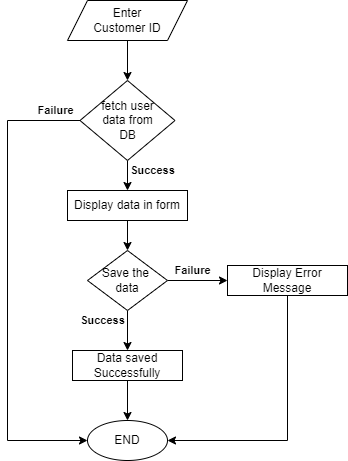 Enter
Customer ID
Failure
fetch user
data from
DB
Success
Display data in form
Save the
data
Failure
Display Error
Message
Success
Data saved
Successfully
END